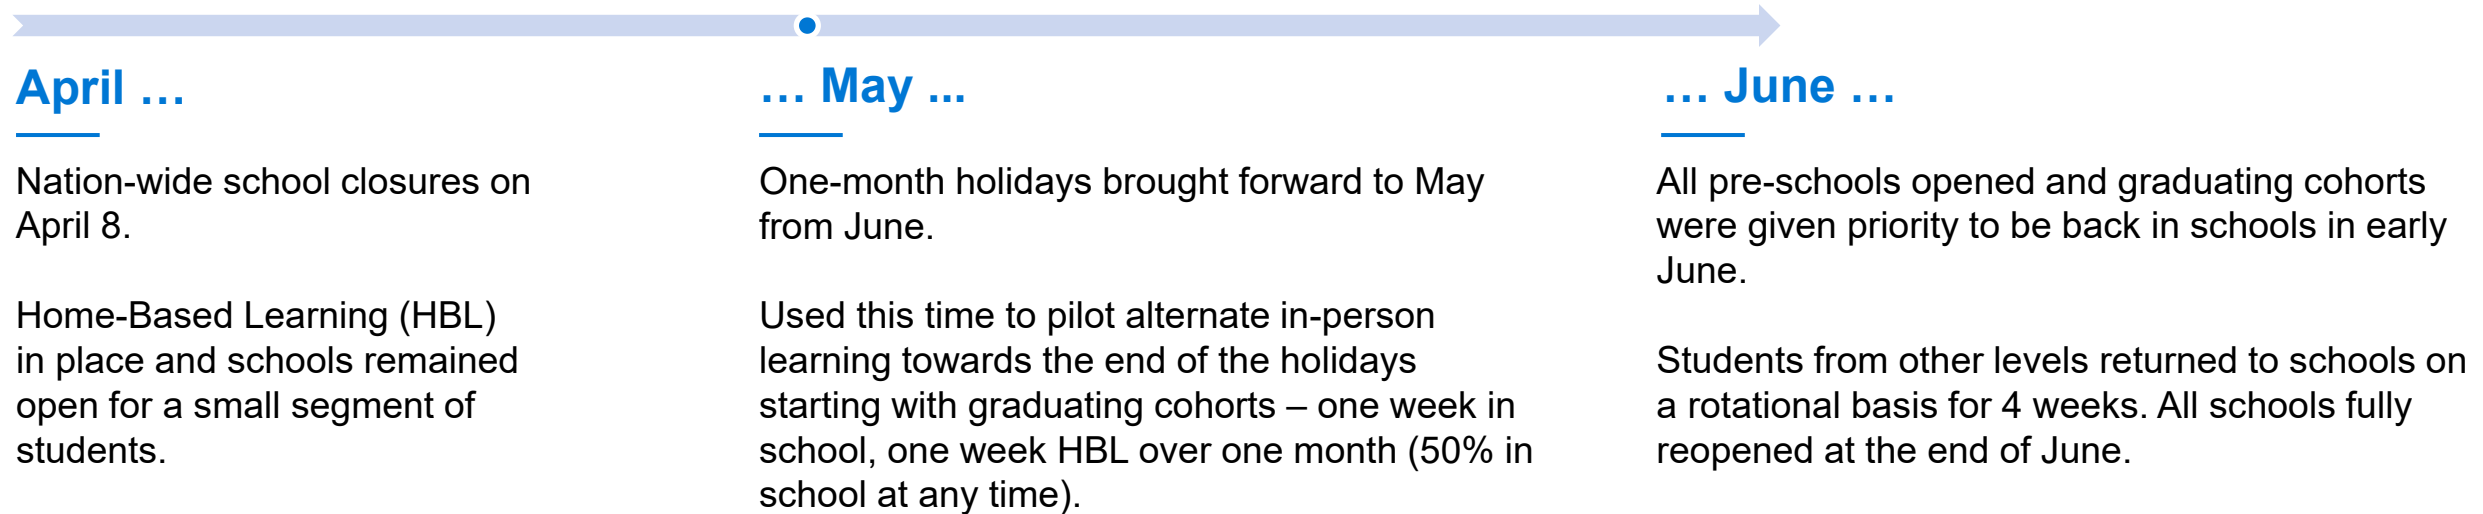 April …
Nation-wide school closures on
April 8.
Home-Based Learning (HBL)
in place and schools remained
open for a small segment of
students.
… May ...
One-month holidays brought forward to May
from June.
Used this time to pilot alternate in-person
learning towards the end of the holidays
starting with graduating cohorts – one week in
school, one week HBL over one month (50% in
school at any time).
… June …
All pre-schools opened and graduating cohorts
were given priority to be back in schools in early
June.
Students from other levels returned to schools on
a rotational basis for 4 weeks. All schools fully
reopened at the end of June.